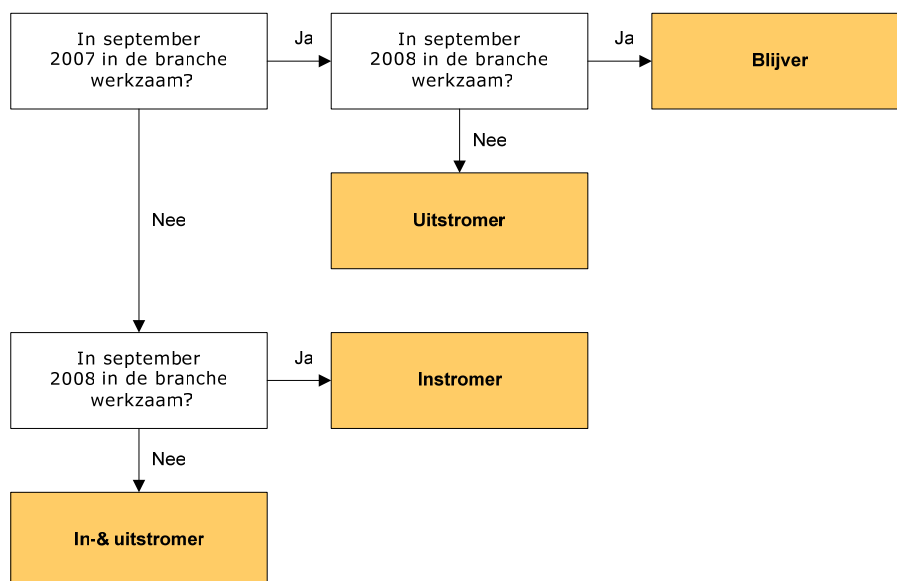 In september
2007 in de branche
werkzaam?
Ja
In september
2008 in de branche
werkzaam?
Ja
Blijver
Nee
Uitstromer
Nee
In september
2008 in de branche
werkzaam?
Ja
Instromer
Nee
In-& uitstromer